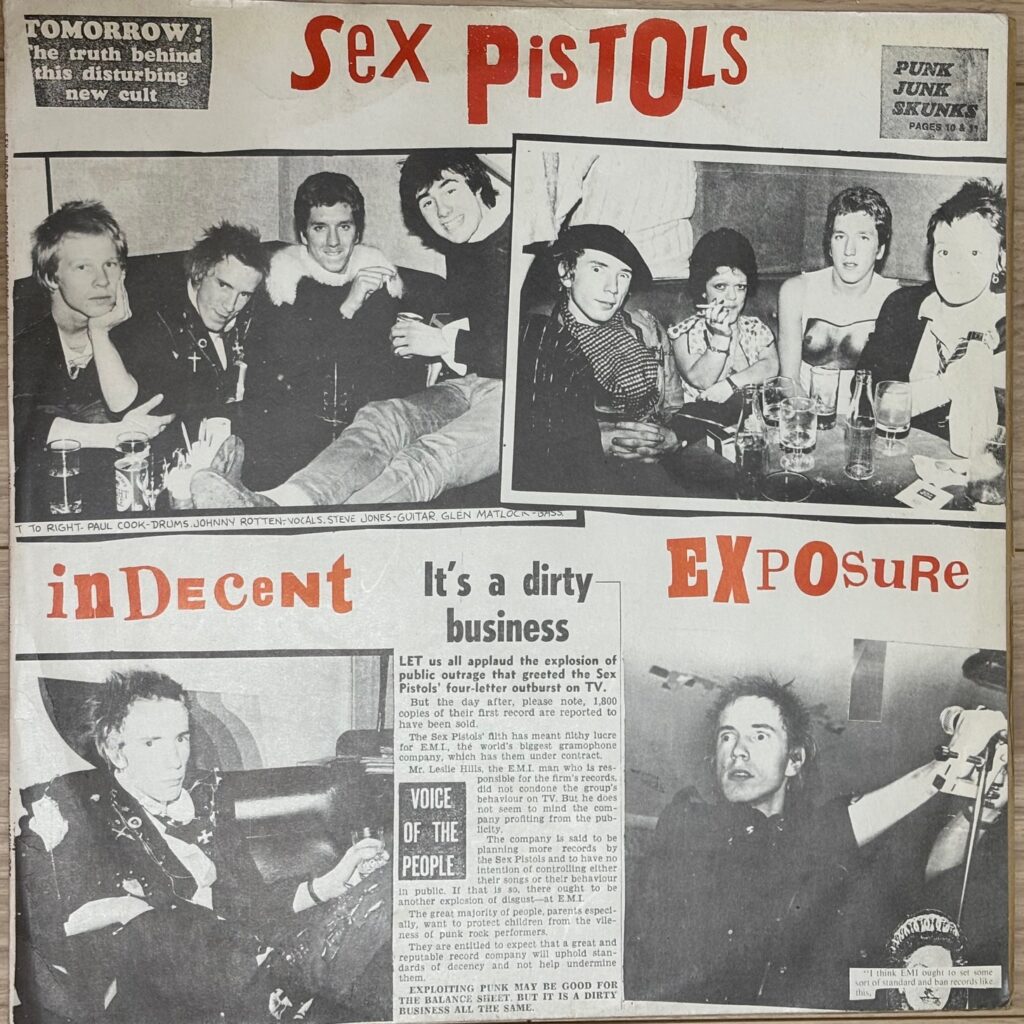 TOMORROW!
The truth behind
this disturbing
new cult
SEX PISTOLS
PUNK
JUNK
SKUNKS
PAGES 10 & 11
T TO RIGHT. PAUL COOK-DRUMS. JOHNNY ROTTEN-VOCALS. STEVE JONES-GUITAR. GLEN MATLOCK-BASS.
inDECENT
EXPOSURE
It's a dirty
business
LET us all applaud the explosion of
public outrage that greeted the Sex
Pistols' four-letter outburst on TV.
But the day after, please note, 1,800
copies of their first record are reported to
have been sold.
The Sex Pistols' filth has meant filthy lucre
for E.M.I., the world's biggest gramophone
company, which has them under contract.
Mr. Leslie Hills, the E.M.I. man who is res-
ponsible for the firm's records,
did not condone the group's
behaviour on TV. But he does
not seem to mind the com-
pany profiting from the pub-
licity.
VOICE
OF THE
PEOPLE
The company is said to be
planning more records by
the Sex Pistols and to have no
intention of controlling either
their songs or their behaviour
in public. If that is so, there ought to be
another explosion of disgust—at E.M.I.
The great majority of people, parents especi-
ally, want to protect children from the vile-
ness of punk rock performers.
They are entitled to expect that a great and
reputable record company will uphold stan-
dards of decency and not help undermine
them.
EXPLOITING PUNK MAY BE GOOD FOR
THE BALANCE SHEET. BUT IT IS A DIRTY
BUSINESS ALL THE SAME.
"I think EMI ought to set some
sort of standard and ban records like
this,